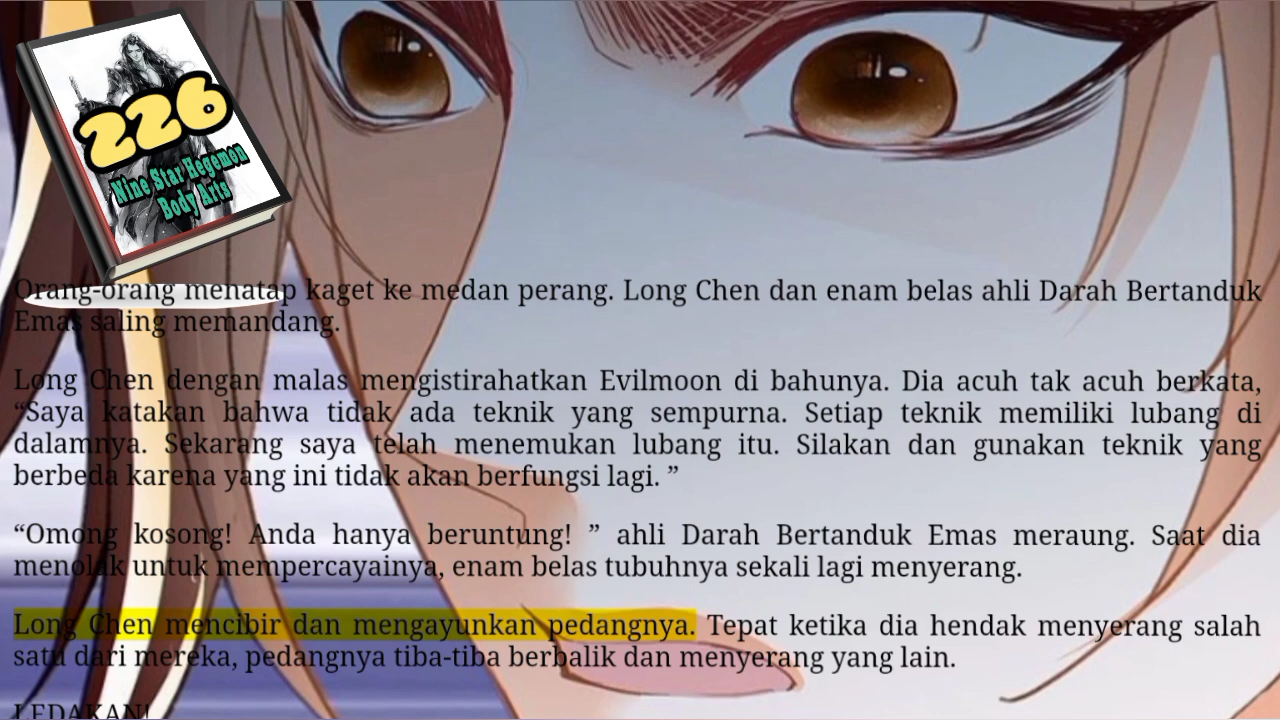 226
Nine Star Hegemon
Body Arts
Orang-orang menatap kaget ke medan perang. Long Chen dan enam belas ahli Darah Bertanduk
Emas saling memandang.
Long Chen dengan malas mengistirahatkan Evilmoon di bahunya. Dia acuh tak acuh berkata,
“Saya katakan bahwa tidak ada teknik yang sempurna. Setiap teknik memiliki lubang di
dalamnya. Sekarang saya telah menemukan lubang itu. Silakan dan gunakan teknik yang
berbeda karena yang ini tidak akan berfungsi lagi. ”
“Omong kosong! Anda hanya beruntung! ” ahli Darah Bertanduk Emas meraung. Saat dia
menolak untuk mempercayainya, enam belas tubuhnya sekali lagi menyerang.
Long Chen mencibir dan mengayunkan pedangnya. Tepat ketika dia hendak menyerang salah
satu dari mereka, pedangnya tiba-tiba berbalik dan menyerang yang lain.
LEDAKAN!